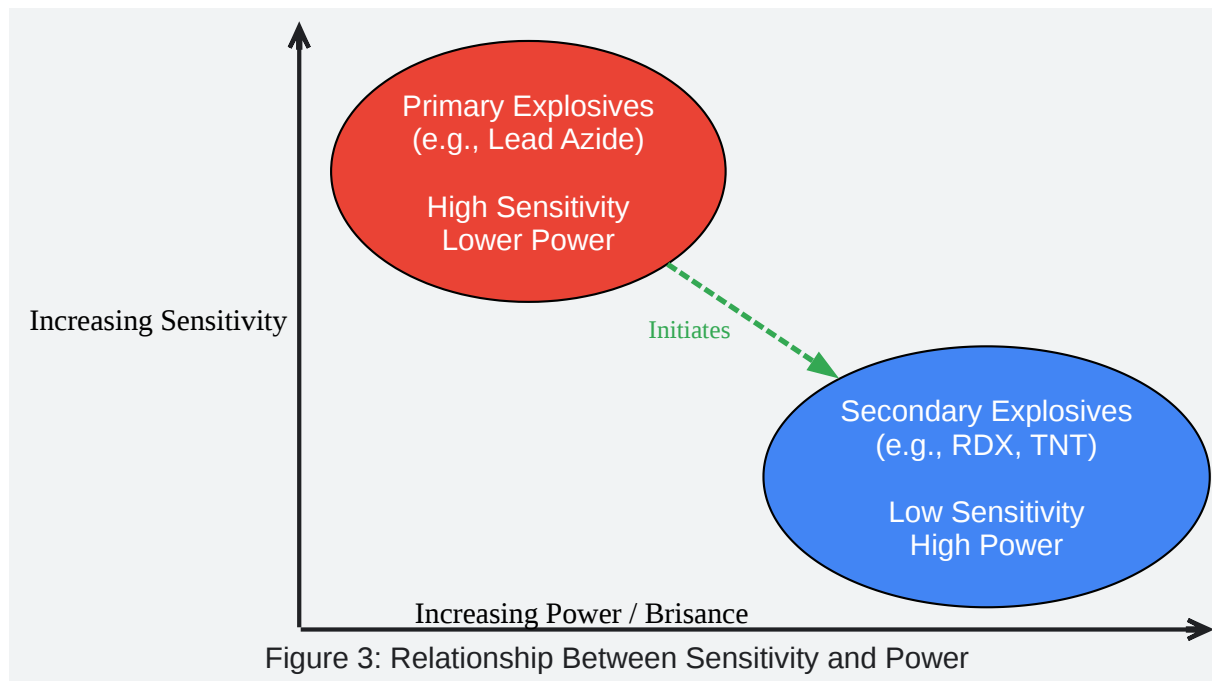 Primary Explosives
(e.g., Lead Azide)
High Sensitivity
Lower Power
Increasing Sensitivity
Initiates
Secondary Explosives
(e.g., RDX, TNT)
Low Sensitivity
High Power
Increasing Power / Brisance
Figure 3: Relationship Between Sensitivity and Power